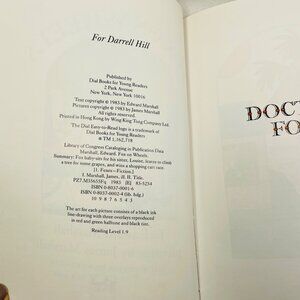 For Darrell Hill
Published by
Dial Books for Young Readers
2 Park Avenue
New York, New York 10016
Text copyright © 1983 by Edward Marshall
Pictures copyright © 1983 by James Marshall
All Rights Reserved
Printed in Hong Kong by Wing King Tong Company Ltd.
The Dial Easy-to-Read logo is a trademark of
Dial Books for Young Readers
® TM 1,162,718
Library of Congress Cataloging in Publication Data
Marshall, Edward. Fox on Wheels.
Summary: Fox baby-sits for his sister, Louise, learns to climb
a tree for some grapes, and wins a shopping cart race.
[1. Foxes—Fiction.]
I. Marshall, James, ill. II. Title.
PZ7.M35655Fq 1983 [E] 83-5254
ISBN 0-8037-0001-6
ISBN 0-8037-0002-4 (lib. bdg.)
10 9 8 7 6 5 4 3
The art for each picture consists of a black ink
line-drawing with three overlays reproduced
in red and green halftone and black tint.
Reading Level 1.9
DOCT
FO